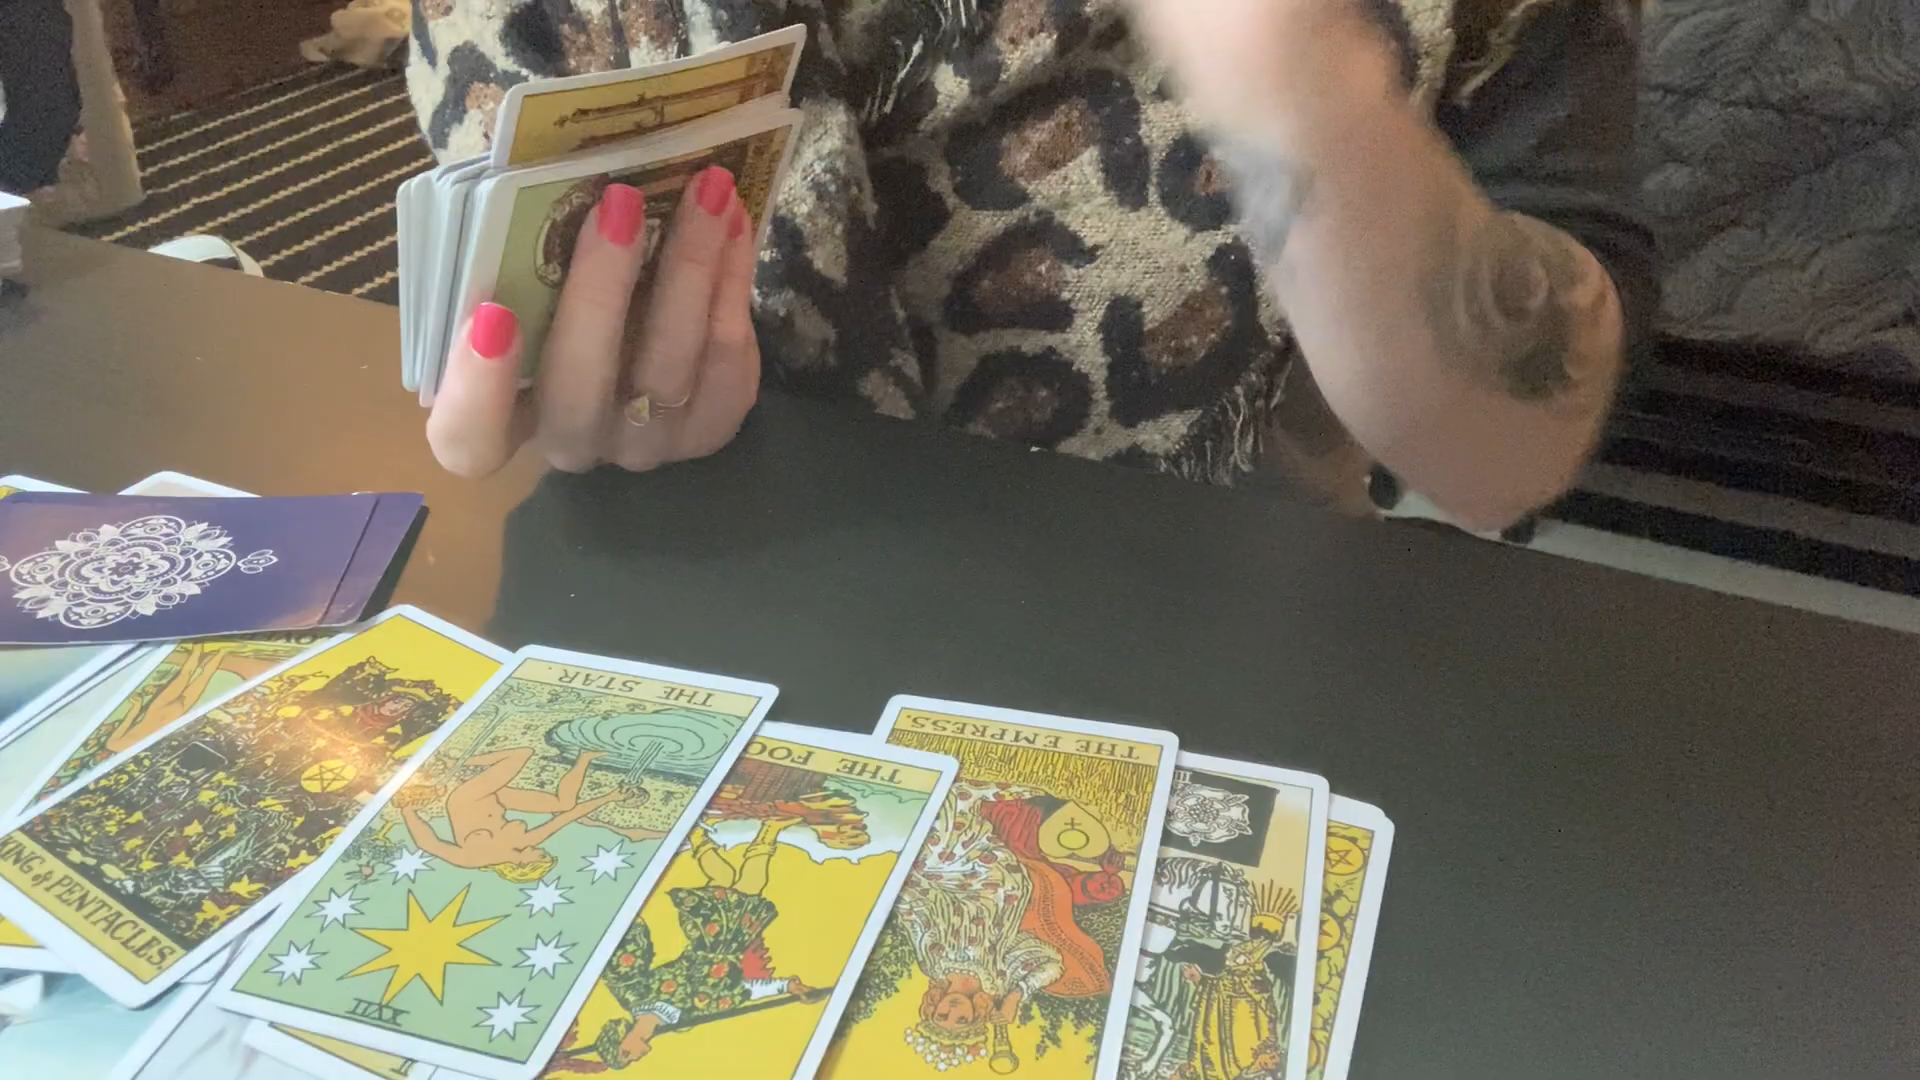 THE STAR.
THE EMPRESS.
THE FOO
KING of PENTACLES.
XVII